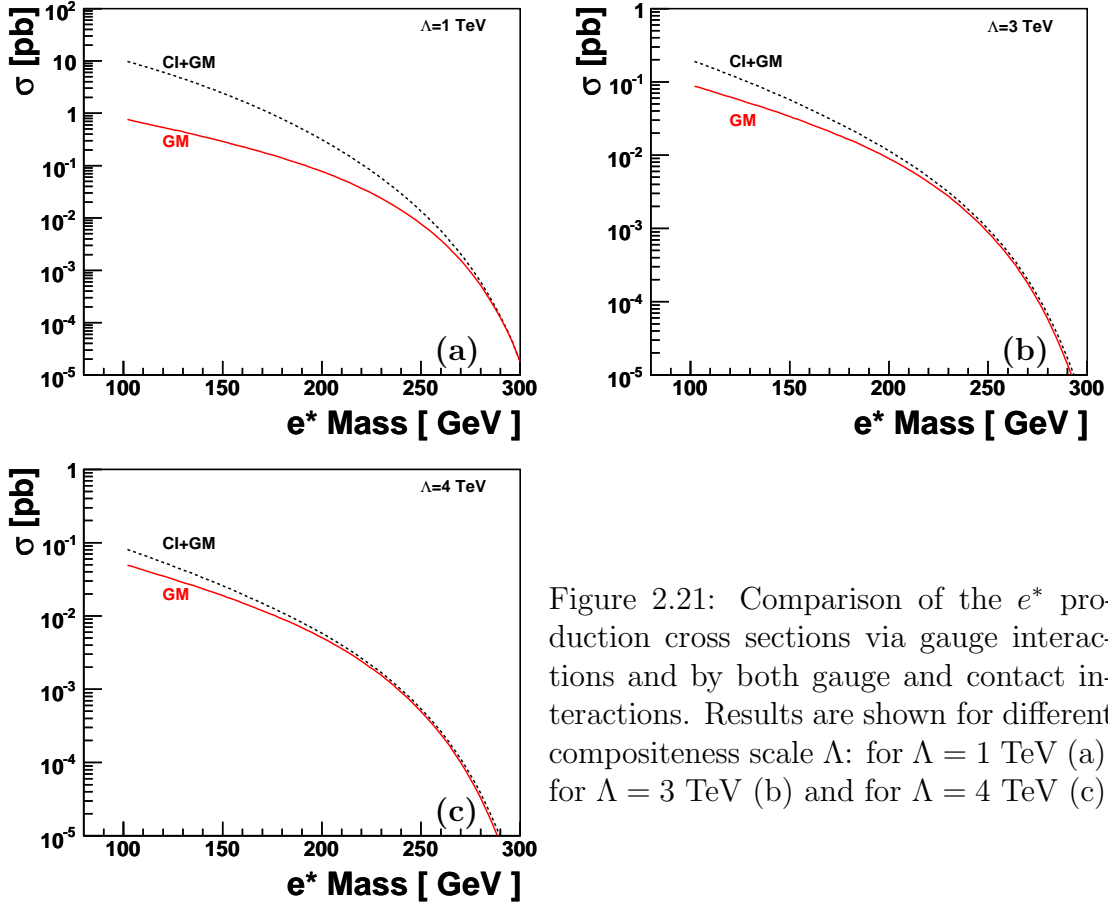 σ [pb]
10²
10
1
10⁻¹
10⁻²
10⁻³
10⁻⁴
10⁻⁵
Λ=1 TeV
CI+GM
GM
(a)
100 150 200 250 300
e* Mass [ GeV ]
σ [pb]
1
10⁻¹
10⁻²
10⁻³
10⁻⁴
10⁻⁵
Λ=3 TeV
CI+GM
GM
(b)
100 150 200 250 300
e* Mass [ GeV ]
σ [pb]
1
10⁻¹
10⁻²
10⁻³
10⁻⁴
10⁻⁵
Λ=4 TeV
CI+GM
GM
(c)
100 150 200 250 300
e* Mass [ GeV ]
Figure 2.21: Comparison of the e* pro-
duction cross sections via gauge interac-
tions and by both gauge and contact in-
teractions. Results are shown for different
compositeness scale Λ: for Λ = 1 TeV (a)
for Λ = 3 TeV (b) and for Λ = 4 TeV (c)